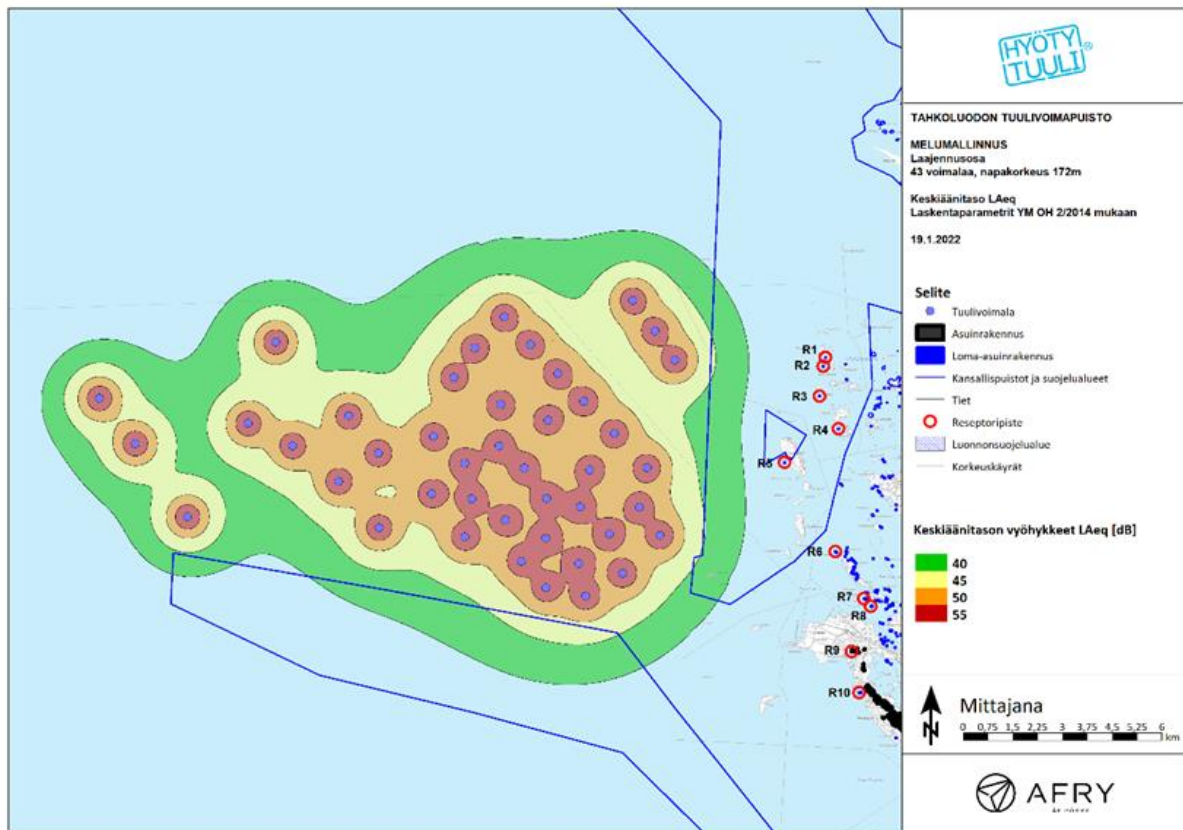 HYÖTY
TUULI®
TAHKOLUODON TUULIVOIMAPUISTO
MELUMALLINNUS
Laajennusosa
43 voimalaa, napakorkeus 172m
Keskiäänitaso LAeq
Laskentaparametrit YM OH 2/2014 mukaan
19.1.2022
Selite
Tuulivoimala
Asuinrakennus
Loma-asuinrakennus
Kansallispuistot ja suojelualueet
Tiet
Reseptoripiste
Luonnonsuojelualue
Korkeuskäyrät
Keskiäänitason vyöhykkeet LAeq [dB]
40
45
50
55
N
Mittajana
0 0,75 1,5 2,25 3 3,75 4,5 5,25 6
km
AFRY
R1
R2
R3
R4
R5
R6
R7
R8
R9
R10